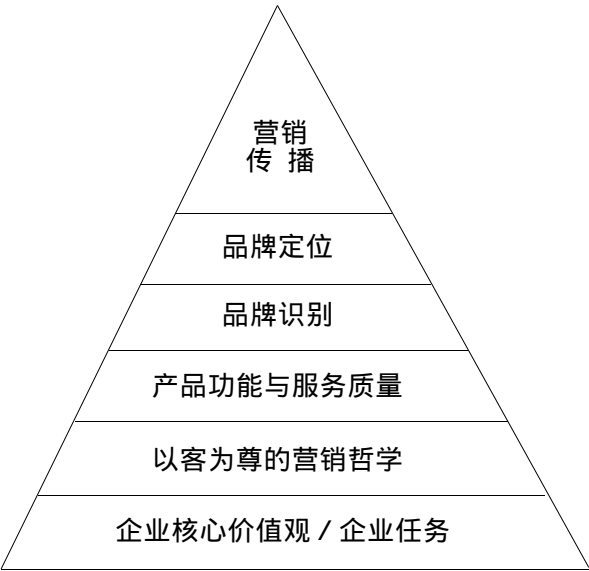 营销
传 播
品牌定位
品牌识别
产品功能与服务质量
以客为尊的营销哲学
企业核心价值观 / 企业任务